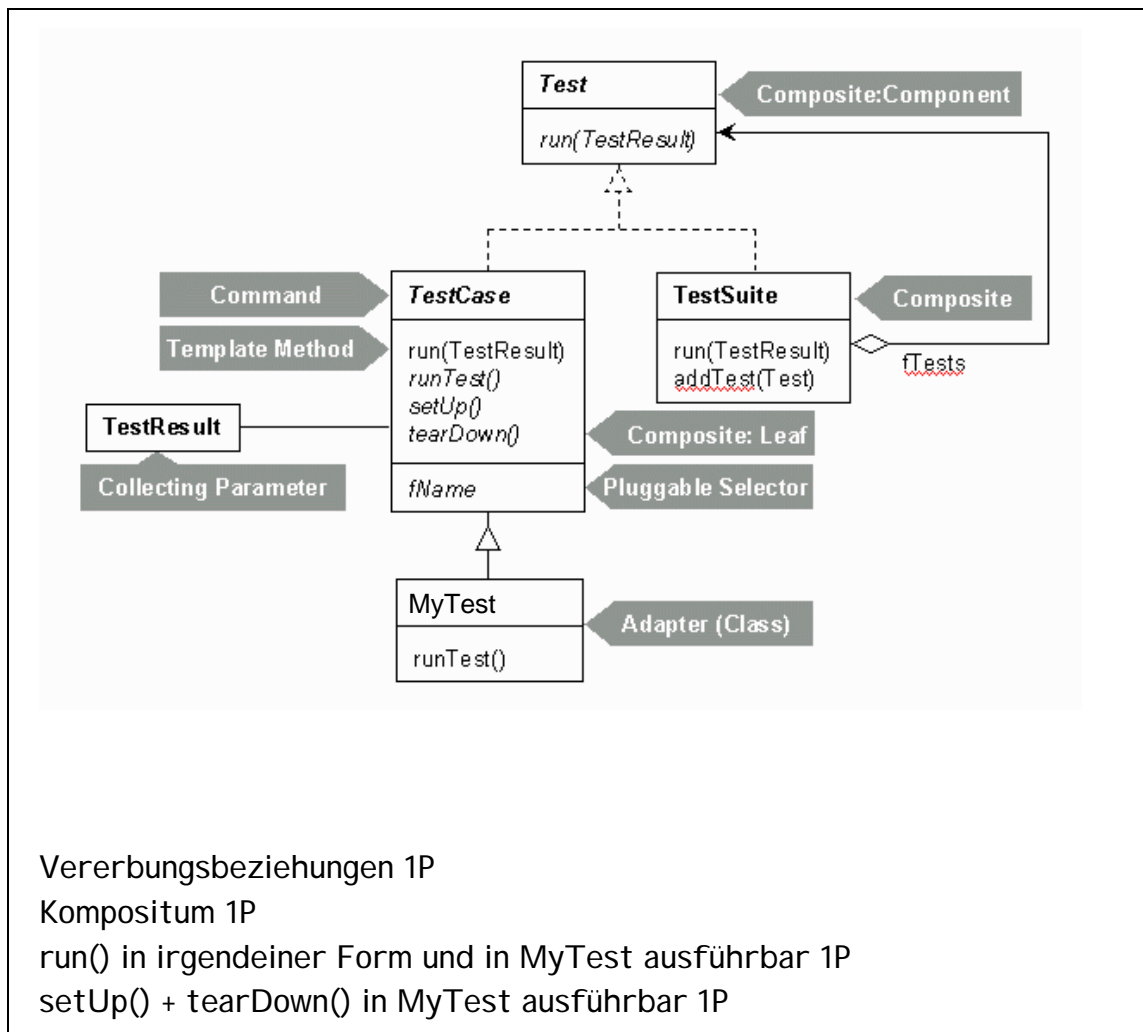 Test
Composite:Component
run(TestResult)
Command
TestCase
TestSuite
Composite
Template Method
run(TestResult)
runTest()
setUp()
tearDown()
run(TestResult)
addTest(Test)
fTests
TestResult
Composite: Leaf
Collecting Parameter
fName
Pluggable Selector
MyTest
Adapter (Class)
runTest()
Vererbungsbeziehungen 1P
Kompositum 1P
run() in irgendeiner Form und in MyTest ausführbar 1P
setUp() + tearDown() in MyTest ausführbar 1P